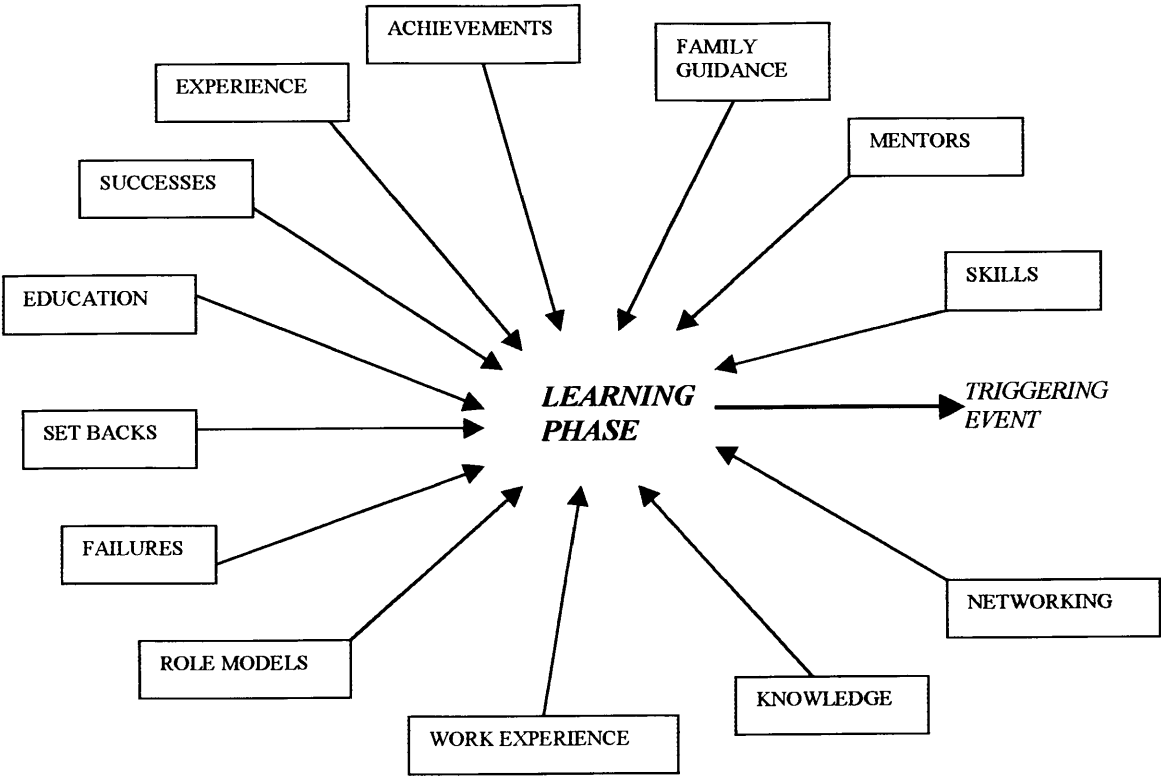 ACHIEVEMENTS
FAMILY
GUIDANCE
EXPERIENCE
MENTORS
SUCCESSES
SKILLS
EDUCATION
LEARNING
PHASE
TRIGGERING
EVENT
SET BACKS
FAILURES
NETWORKING
ROLE MODELS
KNOWLEDGE
WORK EXPERIENCE